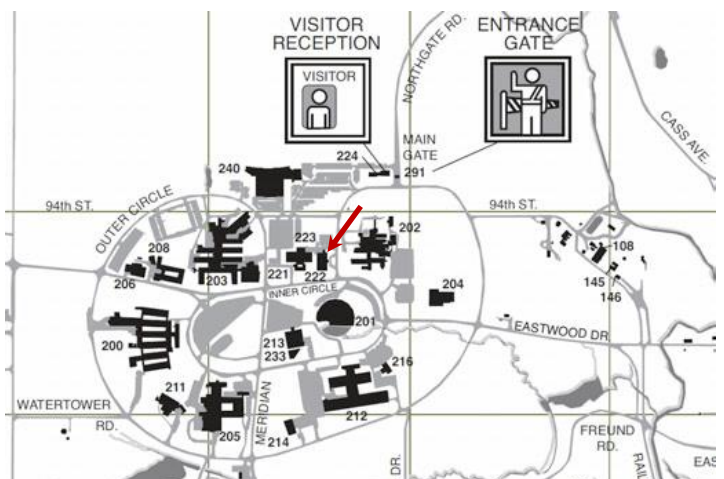 VISITOR
RECEPTION
ENTRANCE
GATE
NORTHGATE RD.
VISITOR
MAIN
GATE
CASS AVE.
224
291
240
94th ST.
94th ST.
OUTER CIRCLE
223
202
208
108
206
203
221
222
INNER CIRCLE
204
145
146
201
EASTWOOD DR.
200
213
233
216
211
212
WATERTOWER
RD.
205
MERIDIAN
214
FREUND
RD.
DR.
RAIL
EAS